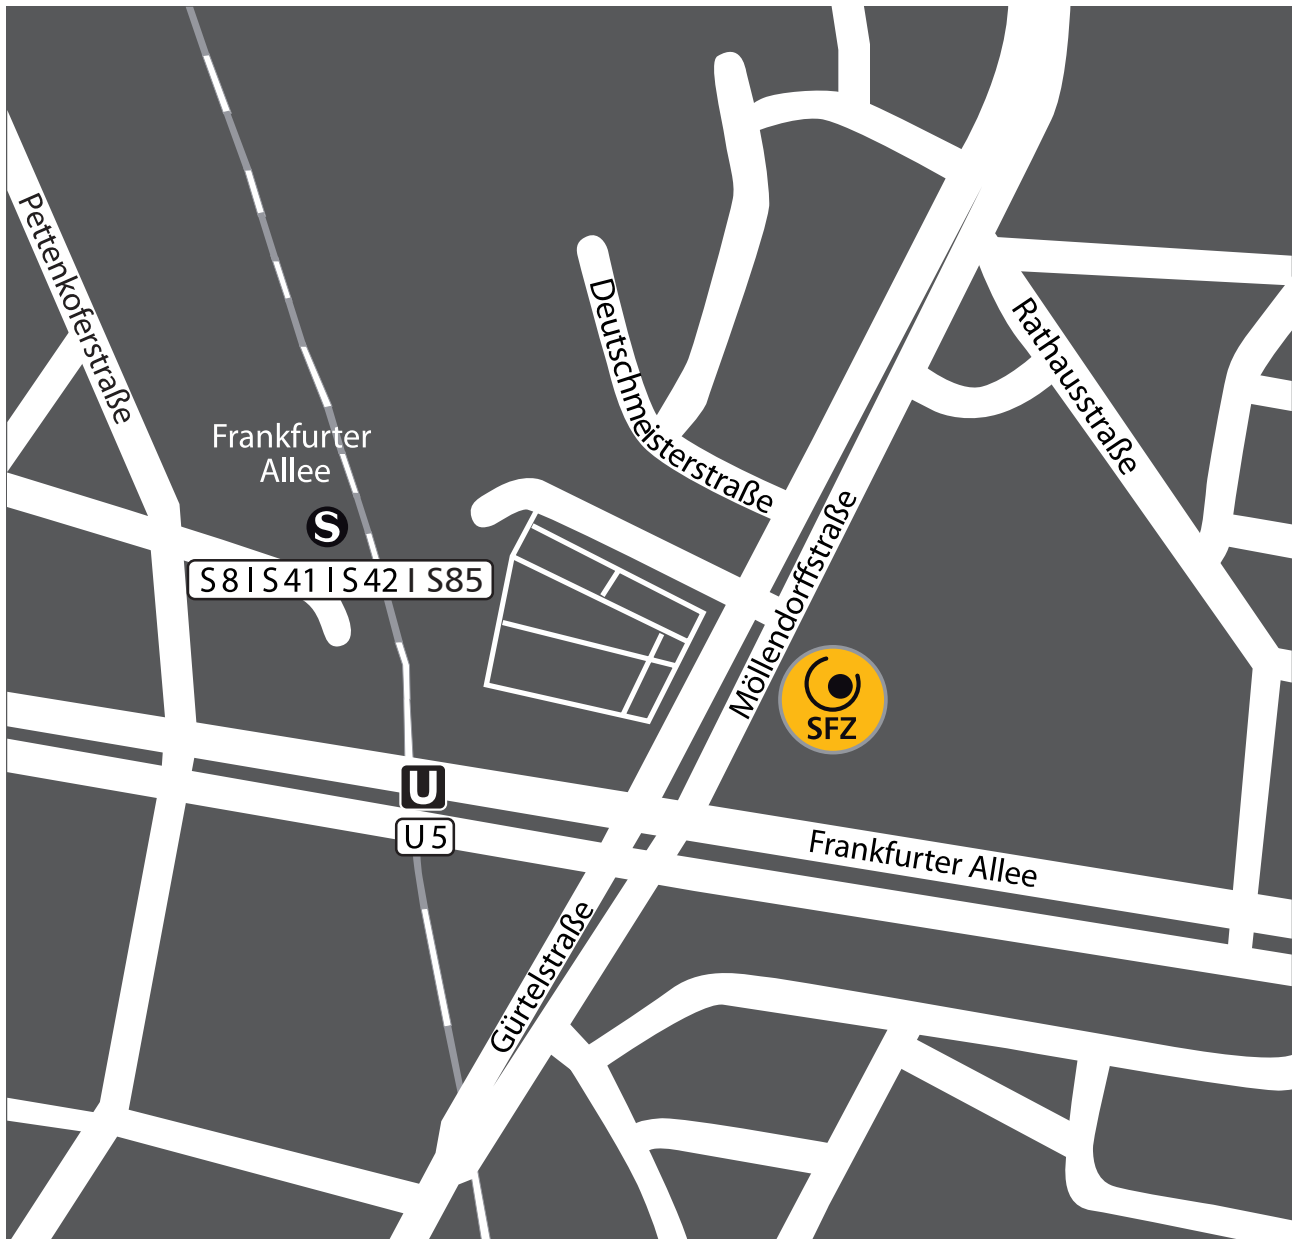 Pettenkoferstraße
Deutschmeisterstraße
Rathausstraße
Frankfurter
Allee
S
S 8 I S 41 I S 42 I S85
Möllendorffstraße
SFZ
U
U 5
Frankfurter Allee
Gürtelstraße